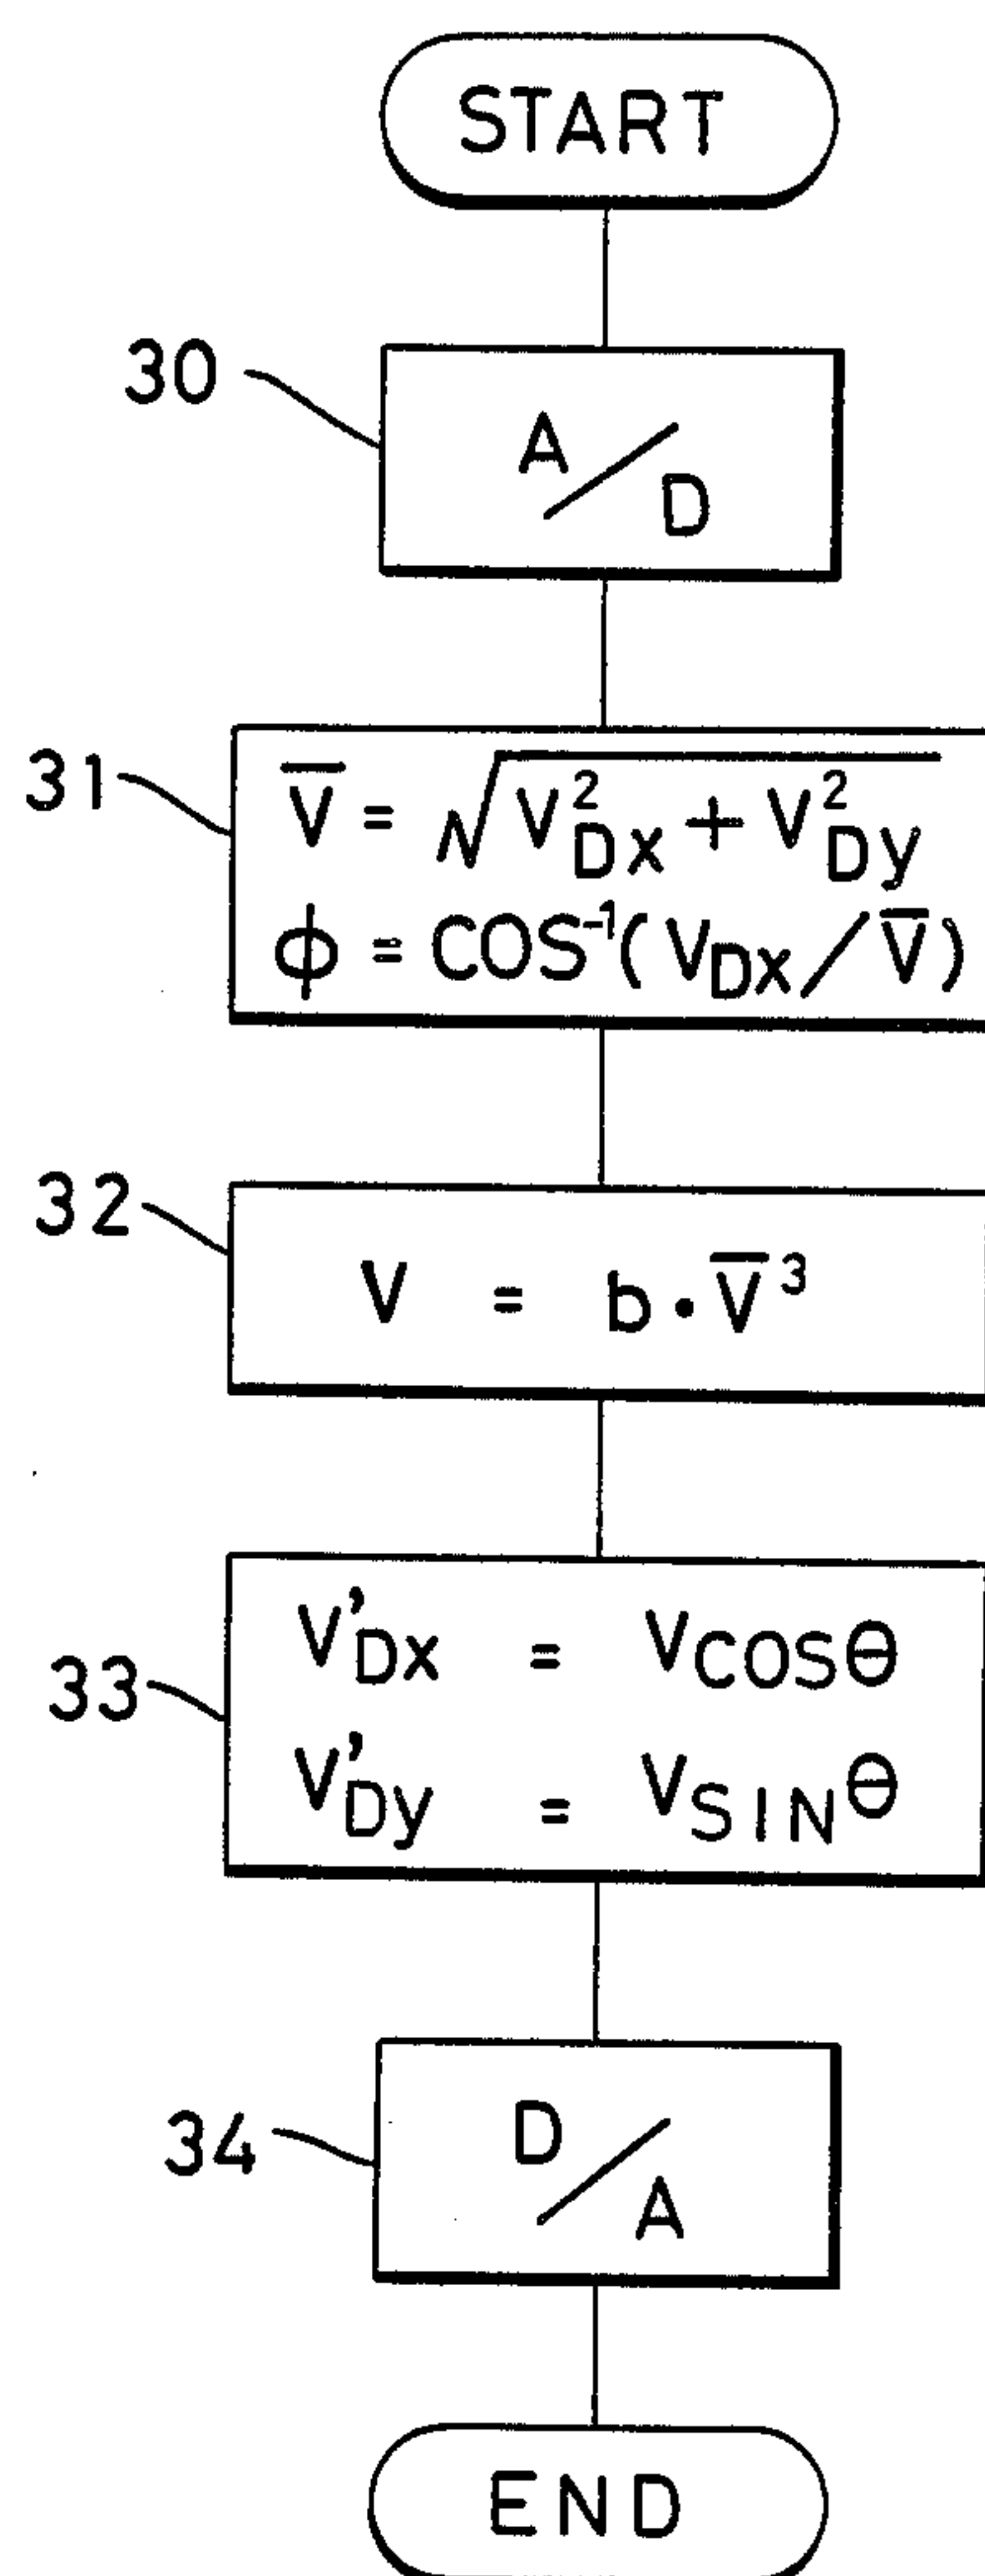 START
30
A/D
31
V̅ = √V²Dx + V²Dy
ϕ = COS⁻¹(VDx/V̅)
32
V = b·V̅³
33
V'Dx = VCOSθ
V'Dy = VSINθ
34
D/A
END